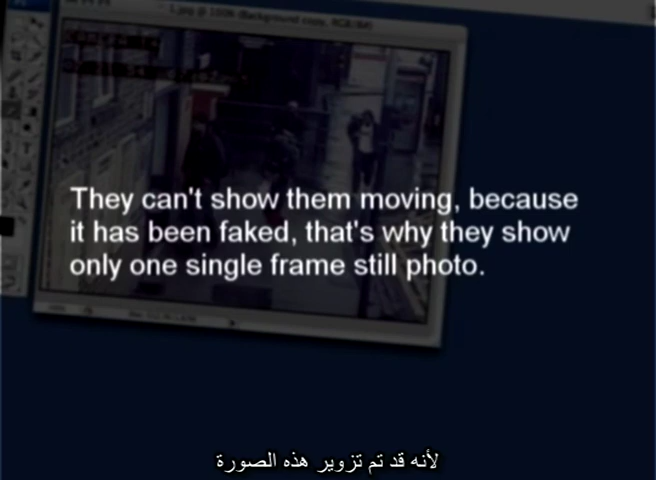 They can't show them moving, because
it has been faked, that's why they show
only one single frame still photo.
لأنه قد تم تزوير هذه الصورة